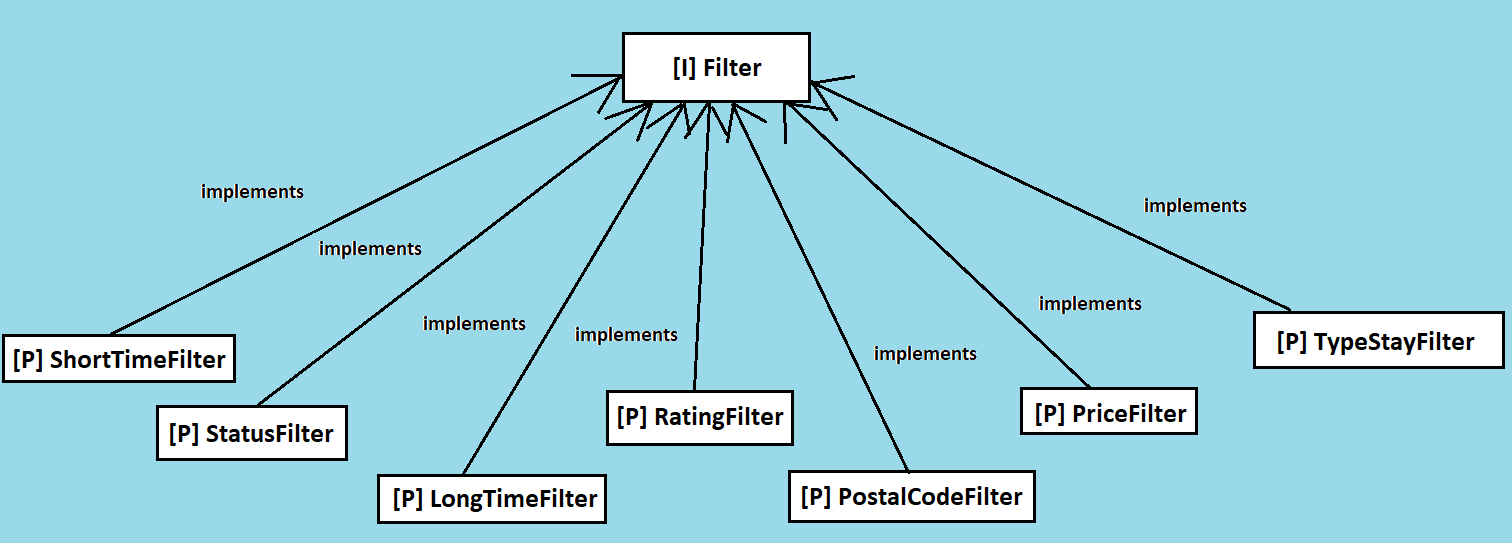 [I] Filter
implements
implements
implements
implements
implements
implements
implements
[P] ShortTimeFilter
[P] StatusFilter
[P] LongTimeFilter
[P] RatingFilter
[P] PostalCodeFilter
[P] PriceFilter
[P] TypeStayFilter